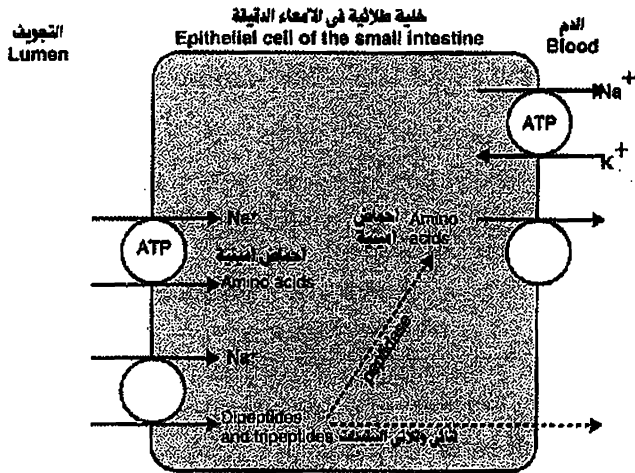 خلية طلائية في الأمعاء الدقيقة
Epithelial cell of the small intestine
التجويف
Lumen
الدم
Blood
Na+
ATP
K+
Na+
ATP
أحماض أمينية
Amino acids
أحماض Amino
أمينية acids
Na+
peptidase
Dipeptides
and tripeptides